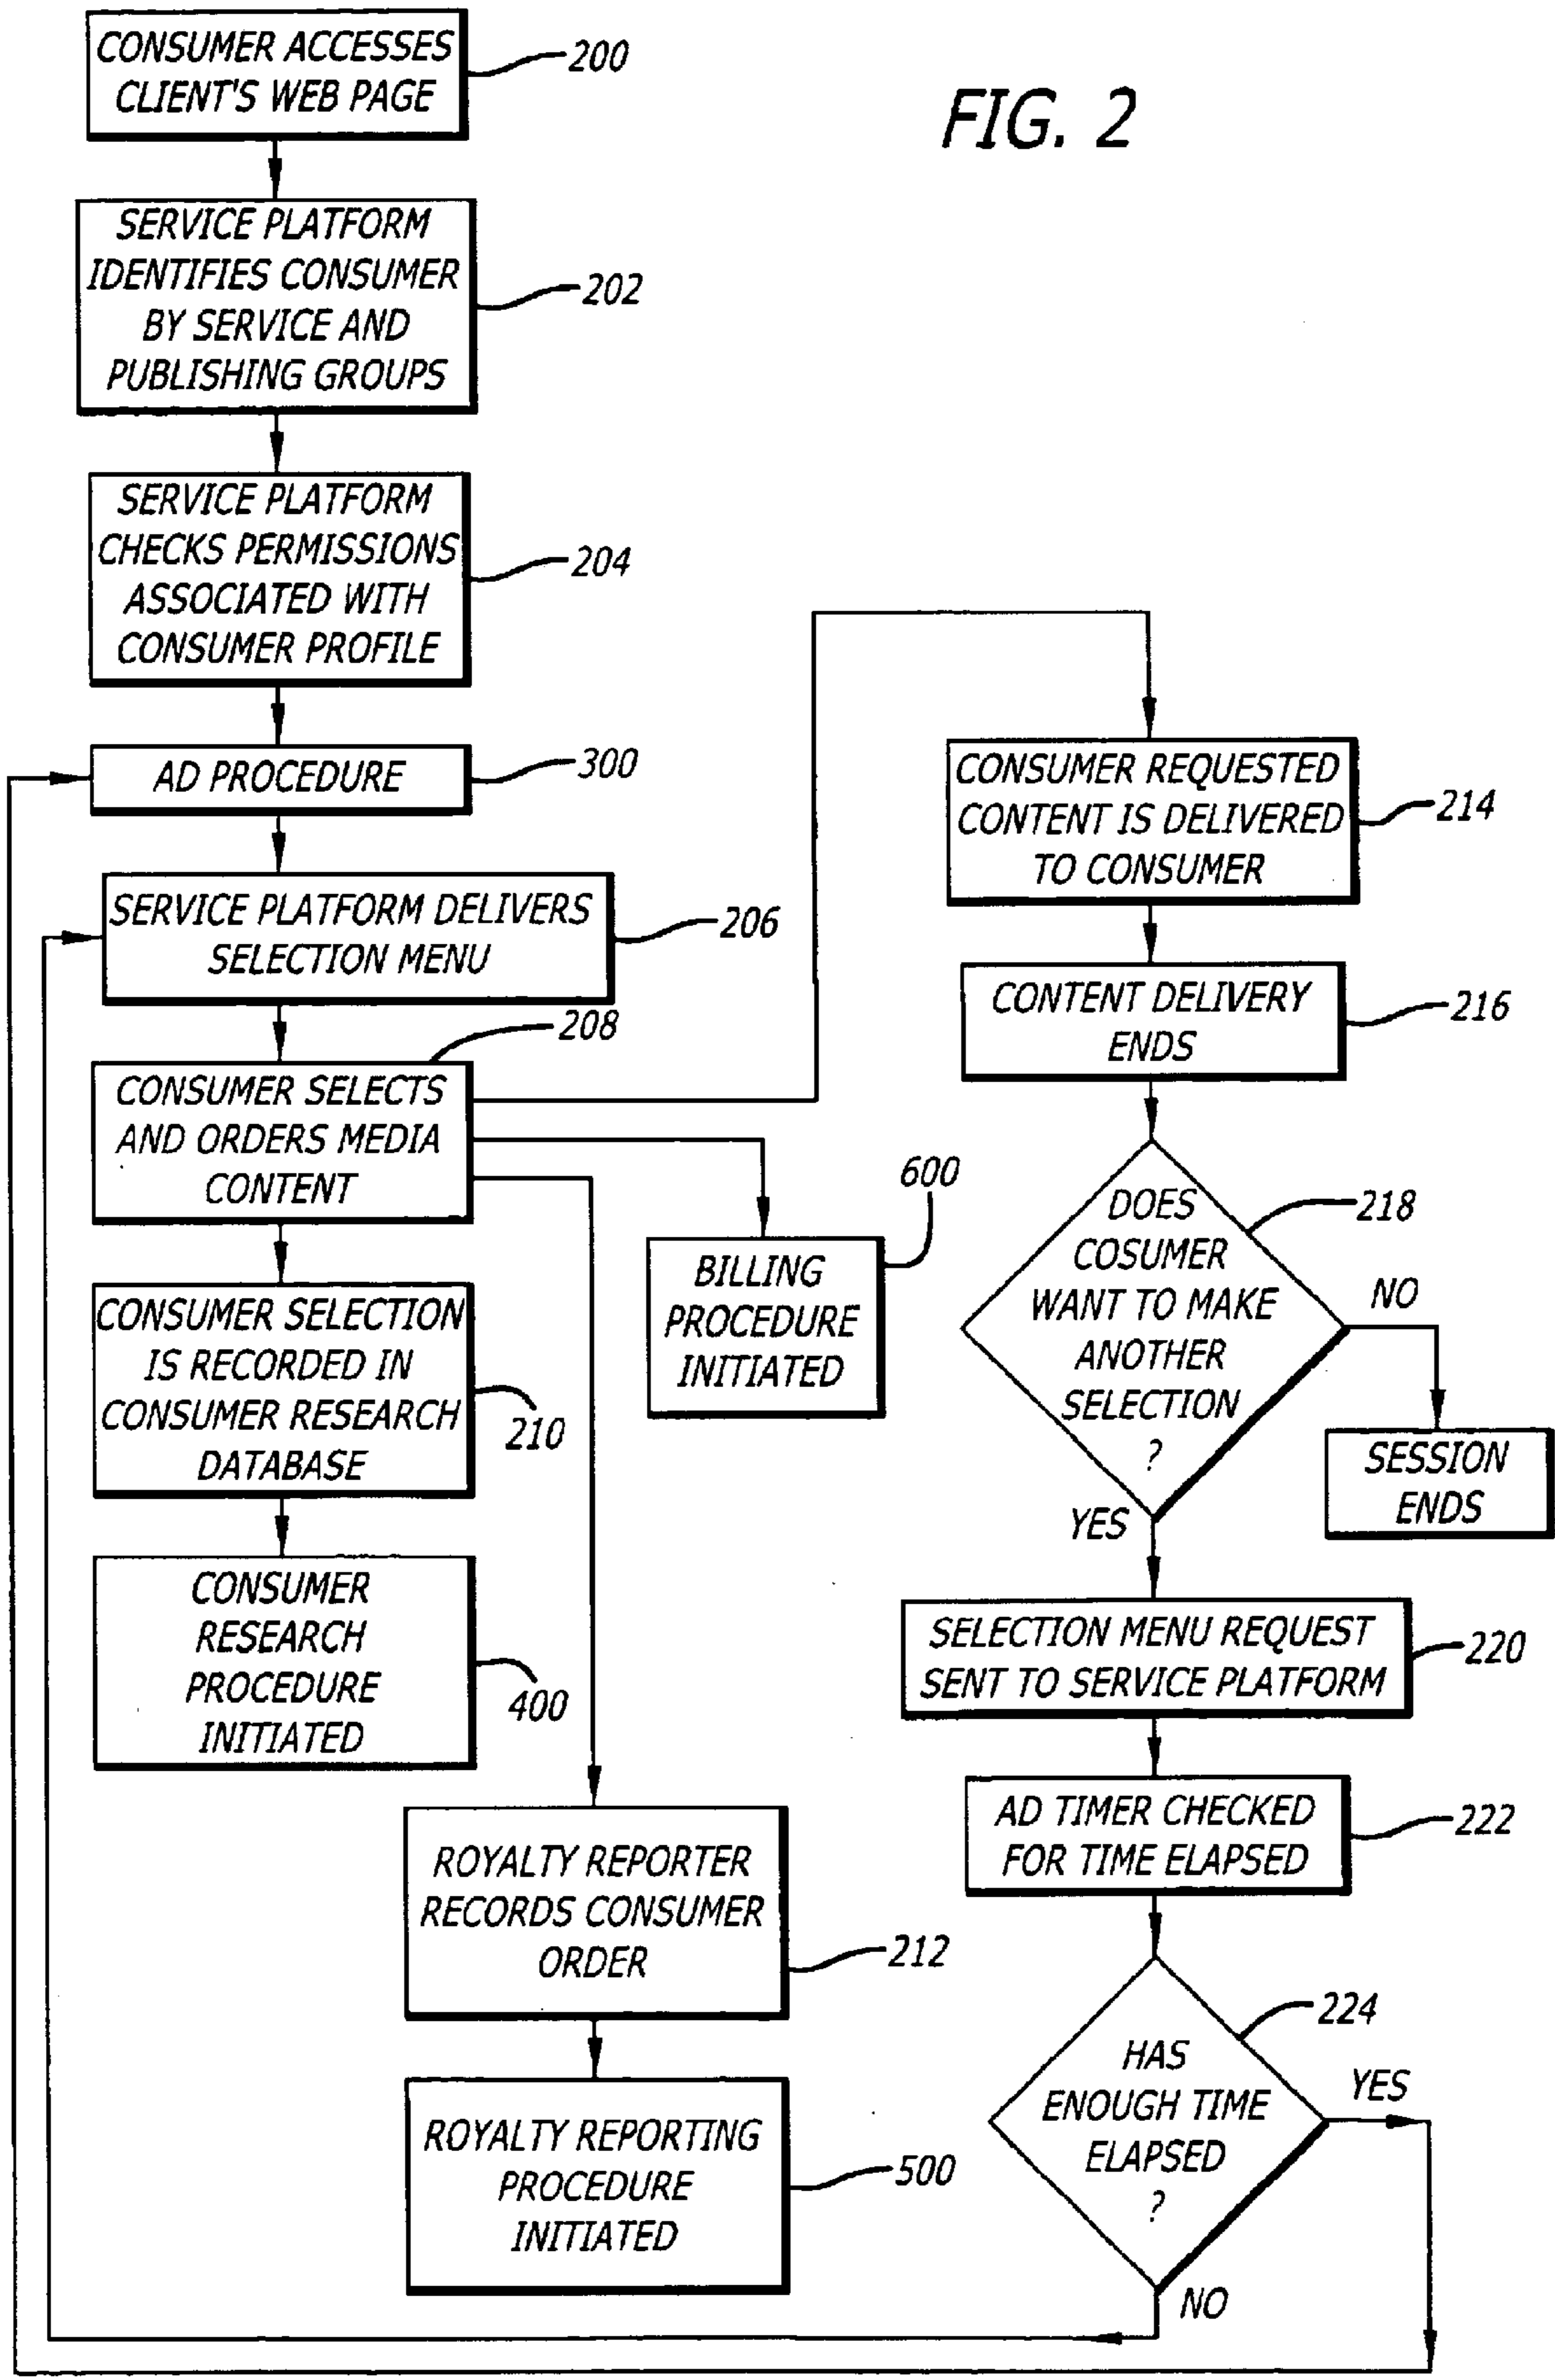 FIG. 2
CONSUMER ACCESSES
CLIENT'S WEB PAGE
200
SERVICE PLATFORM
IDENTIFIES CONSUMER
BY SERVICE AND
PUBLISHING GROUPS
202
SERVICE PLATFORM
CHECKS PERMISSIONS
ASSOCIATED WITH
CONSUMER PROFILE
204
AD PROCEDURE
300
SERVICE PLATFORM DELIVERS
SELECTION MENU
206
208
CONSUMER SELECTS
AND ORDERS MEDIA
CONTENT
CONSUMER SELECTION
IS RECORDED IN
CONSUMER RESEARCH
DATABASE
210
CONSUMER
RESEARCH
PROCEDURE
INITIATED
400
600
BILLING
PROCEDURE
INITIATED
ROYALTY REPORTER
RECORDS CONSUMER
ORDER
212
ROYALTY REPORTING
PROCEDURE
INITIATED
500
CONSUMER REQUESTED
CONTENT IS DELIVERED
TO CONSUMER
214
CONTENT DELIVERY
ENDS
216
DOES
COSUMER
WANT TO MAKE
ANOTHER
SELECTION
?
218
NO
SESSION
ENDS
YES
SELECTION MENU REQUEST
SENT TO SERVICE PLATFORM
220
AD TIMER CHECKED
FOR TIME ELAPSED
222
HAS
ENOUGH TIME
ELAPSED
?
224
YES
NO